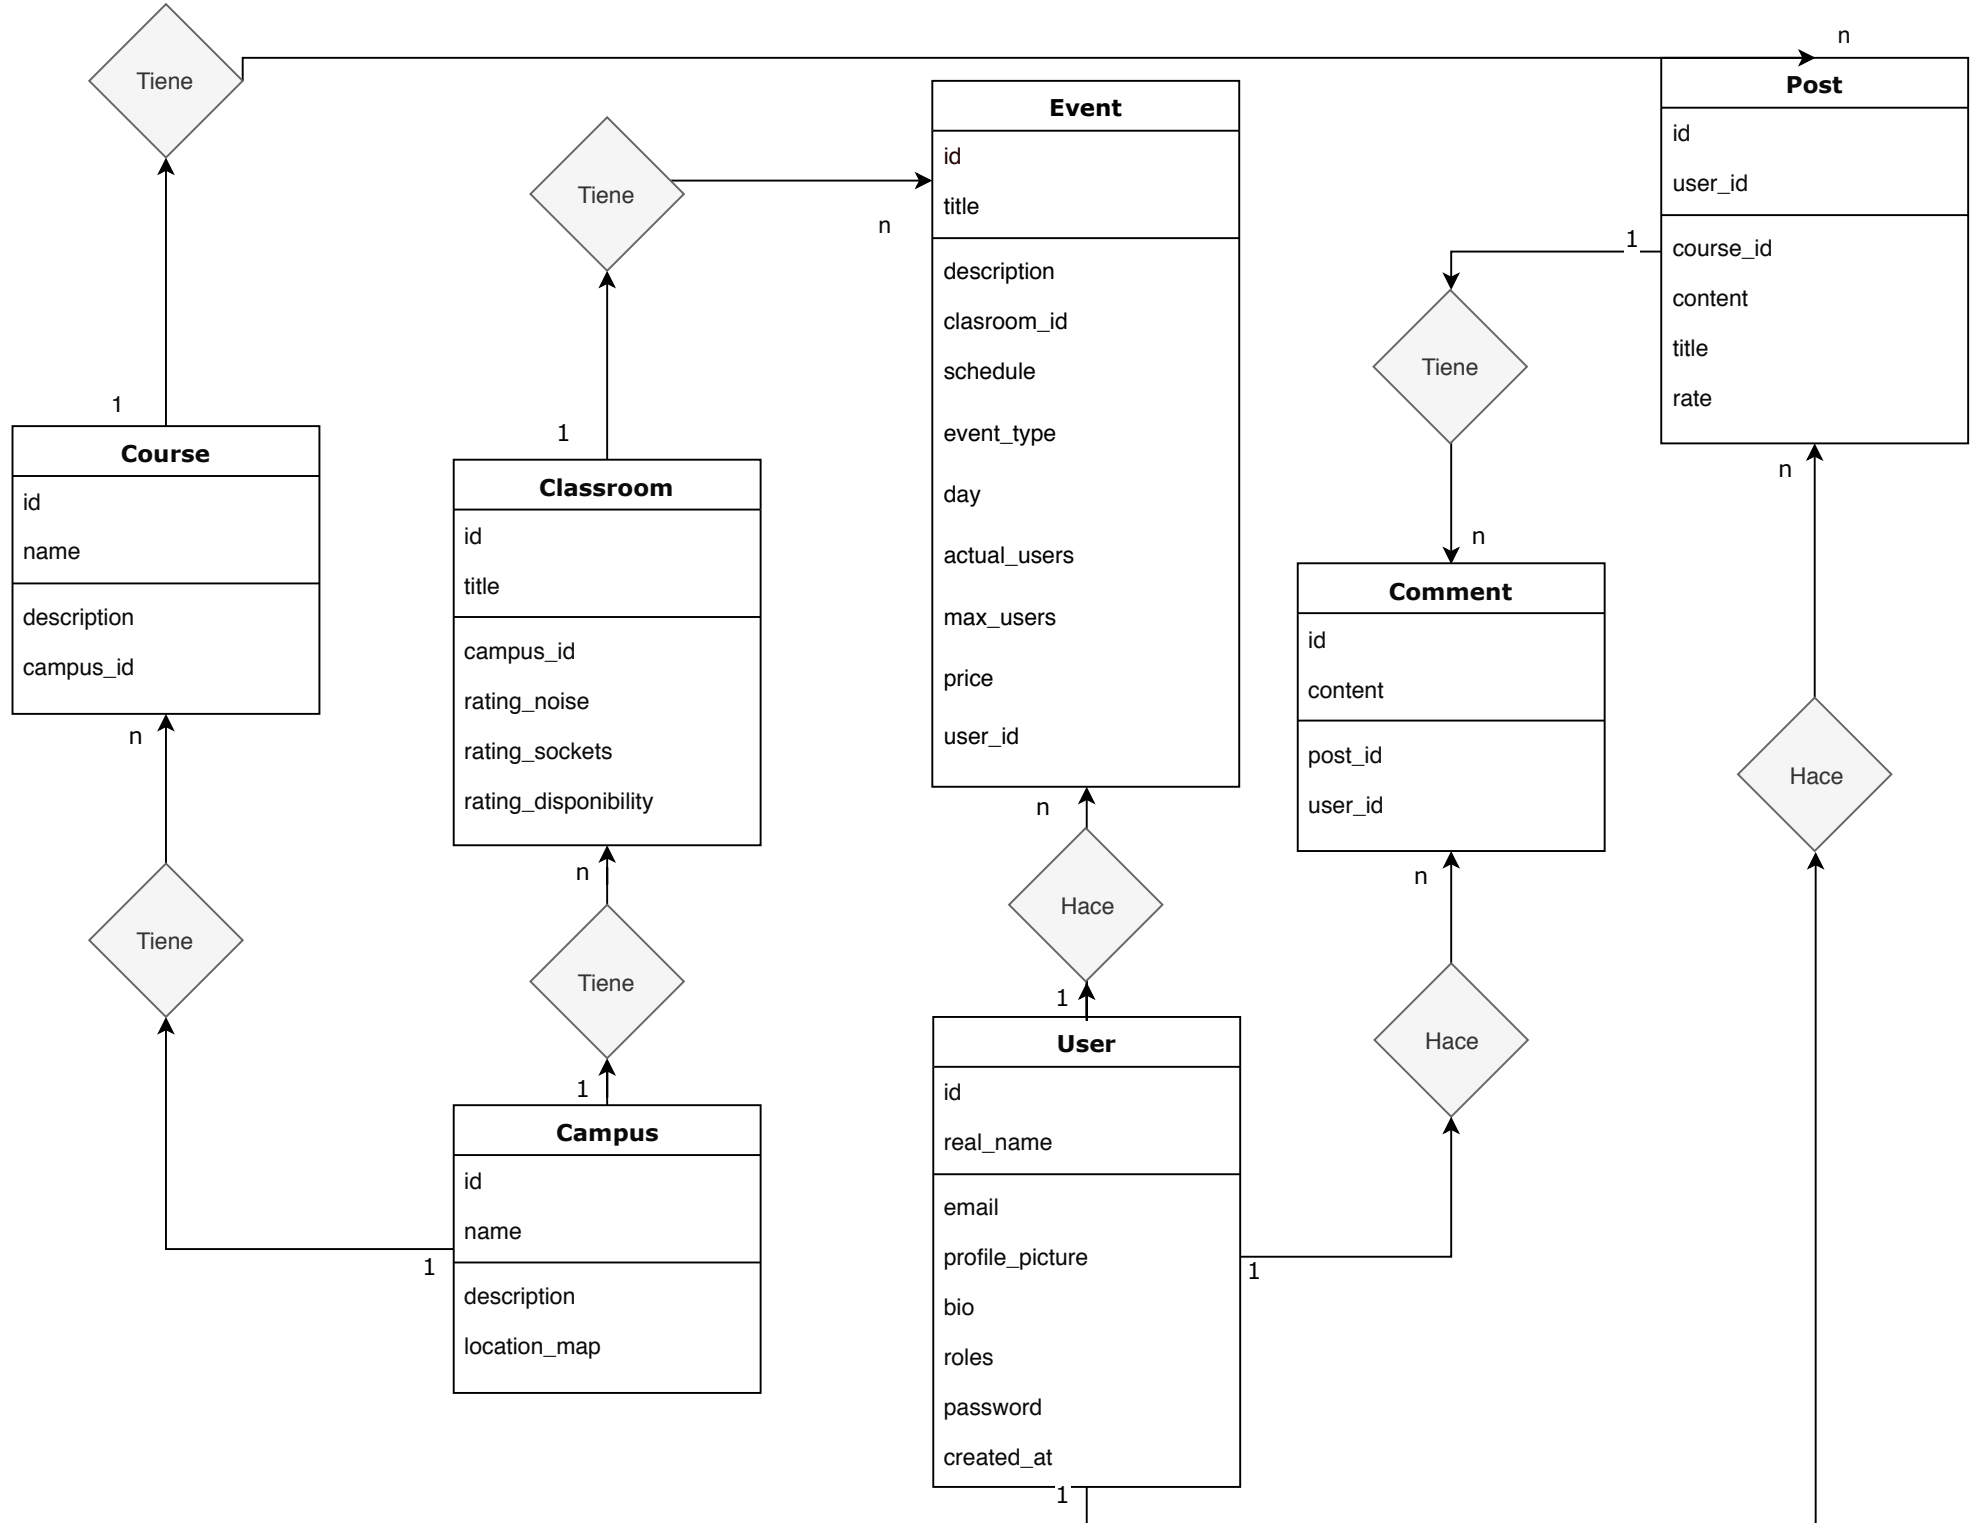 Tiene
n
1
Course
id
name
description
campus_id
n
Tiene
1
Tiene
n
1
Classroom
id
title
campus_id
rating_noise
rating_sockets
rating_disponibility
n
Tiene
1
Campus
id
name
description
location_map
Event
id
title
description
clasroom_id
schedule
event_type
day
actual_users
max_users
price
user_id
n
Hace
1
User
id
real_name
email
profile_picture
bio
roles
password
created_at
1
1
Post
id
user_id
course_id
content
title
rate
1
Tiene
n
Comment
id
content
post_id
user_id
n
Hace
n
Hace